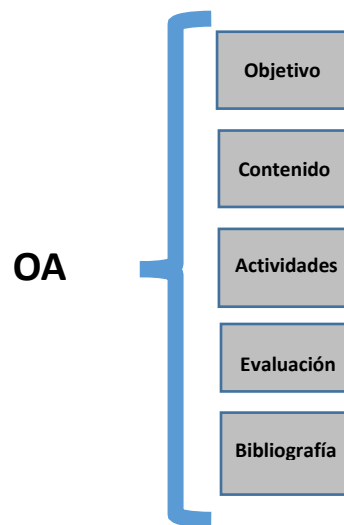 OA
Objetivo
Contenido
Actividades
Evaluación
Bibliografía